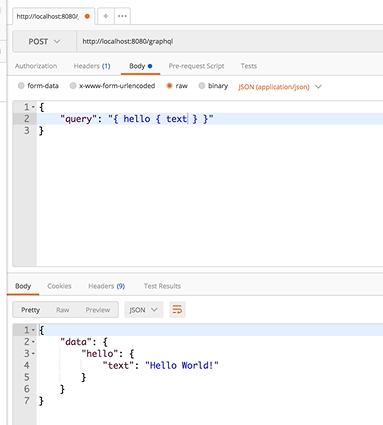 http://localhost:8080/
POST http://localhost:8080/graphql
Authorization Headers (1) Body Pre-request Script Tests
form-data x-www-form-urlencoded raw binary JSON (application/json)
1 {
2 "query": "{ hello { text } }"
3 }
Body Cookies Headers (9) Test Results
Pretty Raw Preview JSON
1 {
2 "data": {
3 "hello": {
4 "text": "Hello World!"
5 }
6 }
7 }